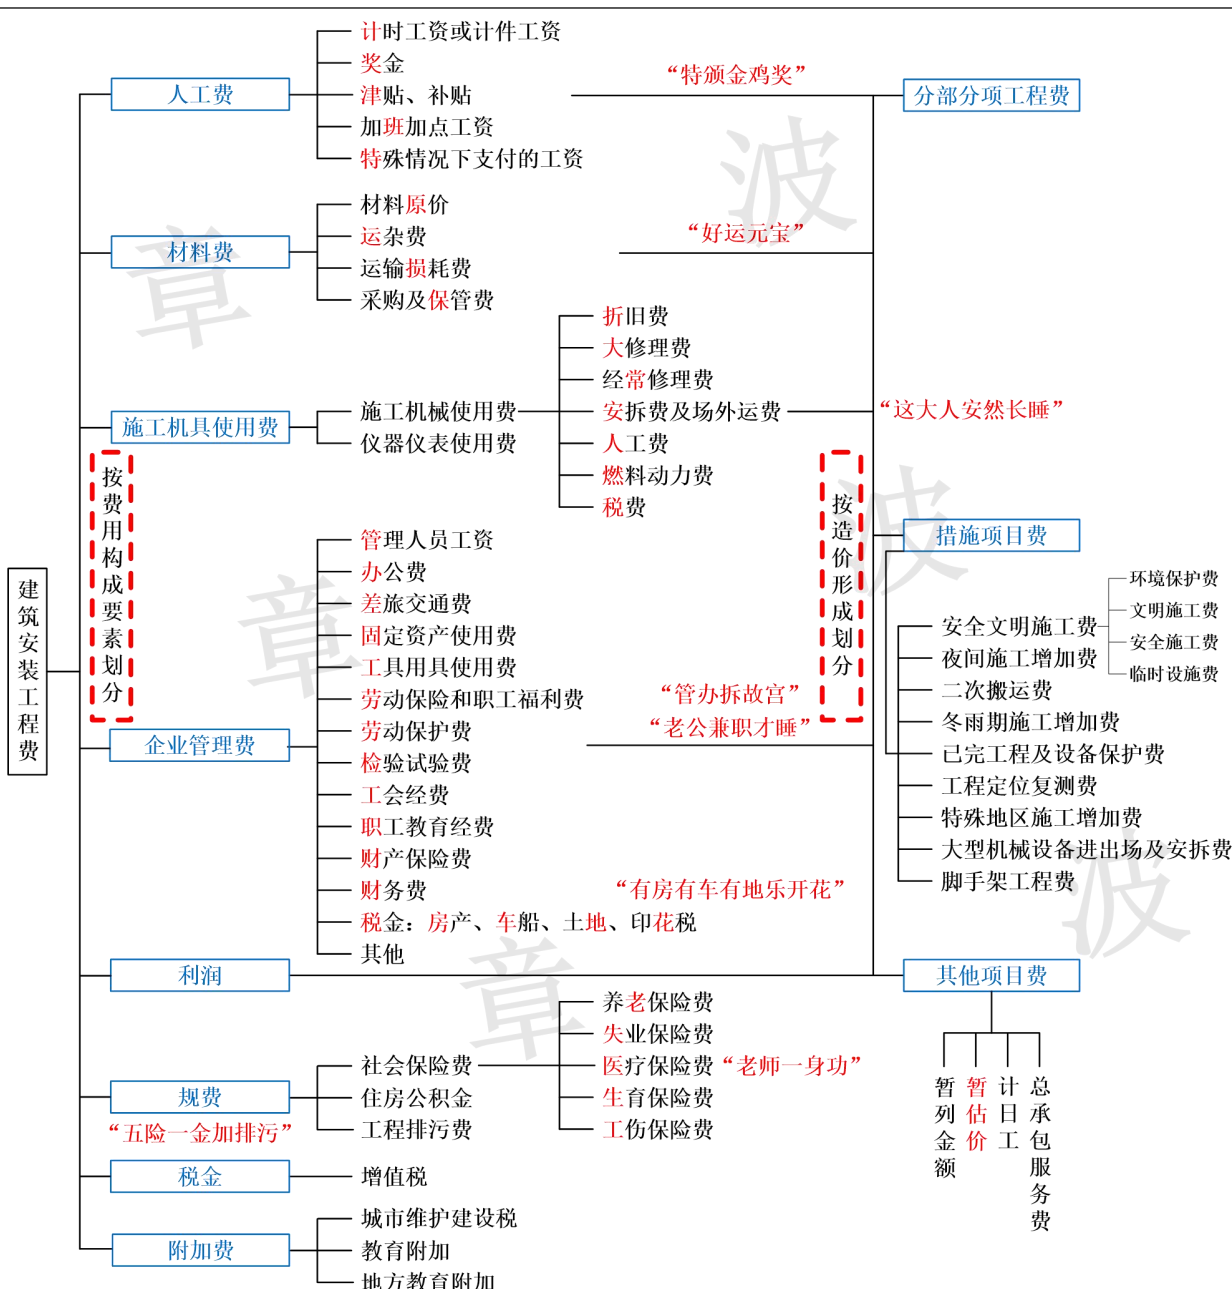 计时工资或计件工资
奖金
人工费
津贴、补贴
“特颁金鸡奖”
分部分项工程费
加班加点工资
特殊情况下支付的工资
材料原价
运杂费
材料费
“好运元宝”
运输损耗费
采购及保管费
折旧费
大修理费
经常修理费
施工机具使用费
施工机械使用费
安拆费及场外运费
“这大人安然长睡”
仪器仪表使用费
人工费
燃料动力费
税费
按费用构成要素划分
按造价形成划分
建筑安装工程费
管理人员工资
办公费
差旅交通费
固定资产使用费
工具用具使用费
劳动保险和职工福利费
劳动保护费
检验试验费
工会经费
职工教育经费
财产保险费
财务费
税金：房产、车船、土地、印花税
其他
企业管理费
“管办拆故宫”
“老公兼职才睡”
“有房有车有地乐开花”
措施项目费
安全文明施工费
环境保护费
文明施工费
安全施工费
临时设施费
夜间施工增加费
二次搬运费
冬雨期施工增加费
已完工程及设备保护费
工程定位复测费
特殊地区施工增加费
大型机械设备进出场及安拆费
脚手架工程费
利润
其他项目费
暂列金额
暂估价
计日工
总承包服务费
规费
“五险一金加排污”
社会保险费
住房公积金
工程排污费
养老保险费
失业保险费
医疗保险费“老师一身功”
生育保险费
工伤保险费
税金
增值税
附加费
城市维护建设税
教育附加
地方教育附加
章
波
章
波
章
波